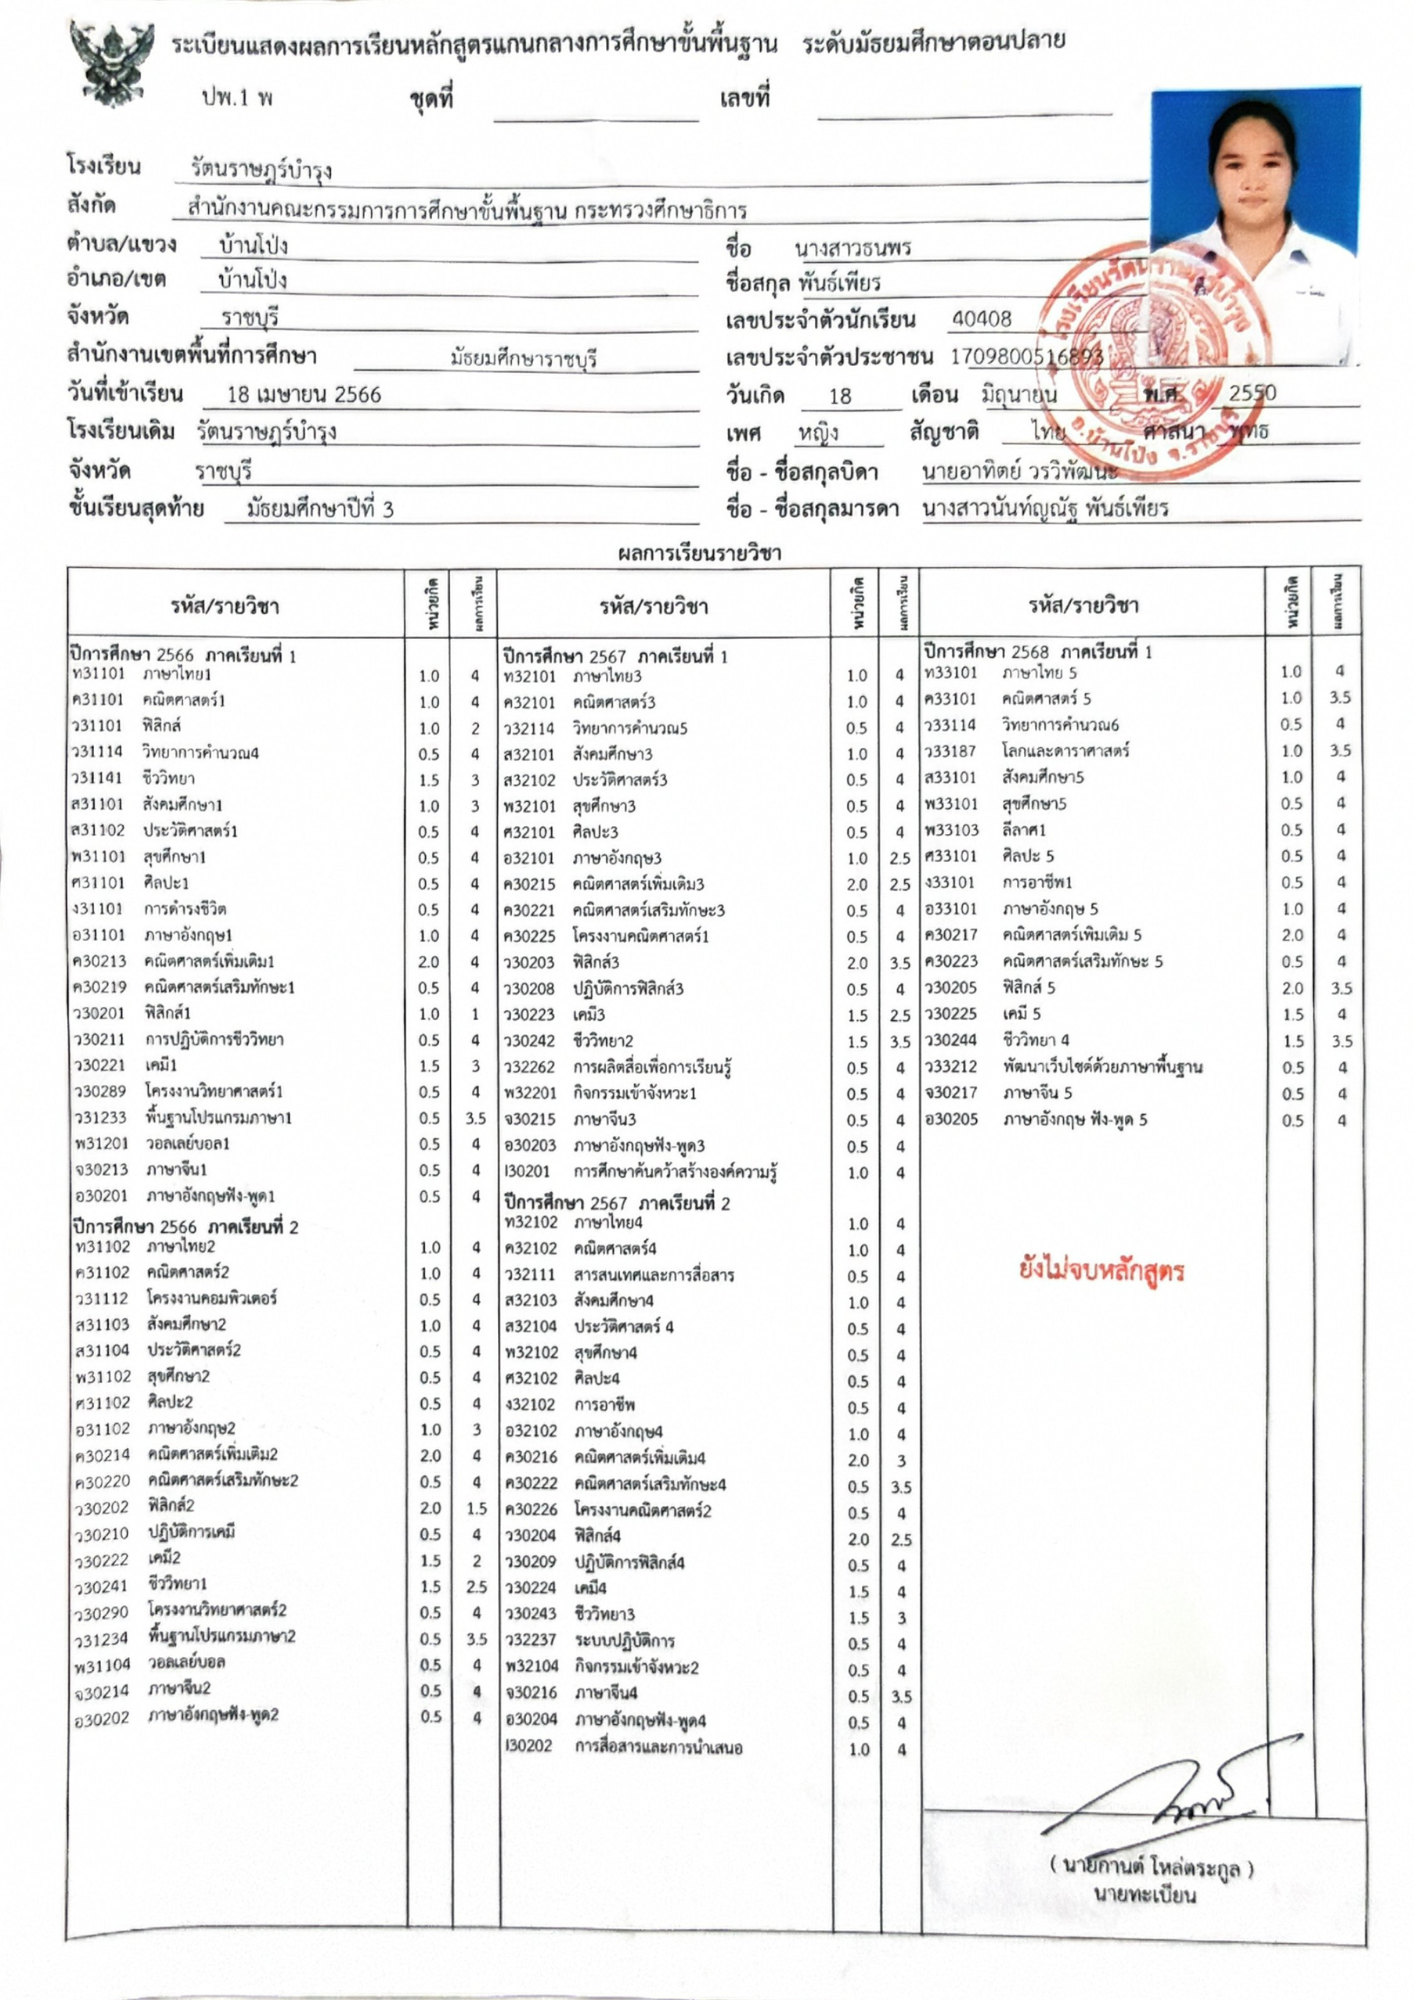 ระเบียนแสดงผลการเรียนหลักสูตรแกนกลางการศึกษาขั้นพื้นฐาน ระดับมัธยมศึกษาตอนปลาย
ปพ.1 พ ชุดที่ เลขที่
โรงเรียน รัตนราษฎร์บำรุง
สังกัด สำนักงานคณะกรรมการการศึกษาขั้นพื้นฐาน กระทรวงศึกษาธิการ
ตำบล/แขวง บ้านโป่ง
อำเภอ/เขต บ้านโป่ง
จังหวัด ราชบุรี
สำนักงานเขตพื้นที่การศึกษา มัธยมศึกษาราชบุรี
วันที่เข้าเรียน 18 เมษายน 2566
โรงเรียนเดิม รัตนราษฎร์บำรุง
จังหวัด ราชบุรี
ชั้นเรียนสุดท้าย มัธยมศึกษาปีที่ 3
ชื่อ นางสาวธนพร
ชื่อสกุล พันธ์เพียร
เลขประจำตัวนักเรียน 40408
เลขประจำตัวประชาชน 1709800516893
วันเกิด 18 เดือน มิถุนายน พ.ศ. 2550
เพศ หญิง สัญชาติ ไทย ศาสนา พุทธ
ชื่อ - ชื่อสกุลบิดา นายอาทิตย์ วรวิพัฒนะ
ชื่อ - ชื่อสกุลมารดา นางสาวนันท์ญณัฐ พันธ์เพียร
โรงเรียนรัตนราษฎร์บำรุง
อ.บ้านโป่ง จ.ราชบุรี
ผลการเรียนรายวิชา
รหัส/รายวิชา หน่วยกิต ผลการเรียน
ปีการศึกษา 2566 ภาคเรียนที่ 1
ท31101 ภาษาไทย1 1.0 4
ค31101 คณิตศาสตร์1 1.0 4
ว31101 ฟิสิกส์ 1.0 2
ว31114 วิทยาการคำนวณ4 0.5 4
ว31141 ชีววิทยา 1.5 3
ส31101 สังคมศึกษา1 1.0 3
ส31102 ประวัติศาสตร์1 0.5 4
พ31101 สุขศึกษา1 0.5 4
ศ31101 ศิลปะ1 0.5 4
ง31101 การดำรงชีวิต 0.5 4
อ31101 ภาษาอังกฤษ1 1.0 4
ค30213 คณิตศาสตร์เพิ่มเติม1 2.0 4
ค30219 คณิตศาสตร์เสริมทักษะ1 0.5 4
ว30201 ฟิสิกส์1 1.0 1
ว30211 การปฏิบัติการชีววิทยา 0.5 4
ว30221 เคมี1 1.5 3
ว30289 โครงงานวิทยาศาสตร์1 0.5 4
ว31233 พื้นฐานโปรแกรมภาษา1 0.5 3.5
พ31201 วอลเลย์บอล1 0.5 4
จ30213 ภาษาจีน1 0.5 4
อ30201 ภาษาอังกฤษฟัง-พูด1 0.5 4
ปีการศึกษา 2566 ภาคเรียนที่ 2
ท31102 ภาษาไทย2 1.0 4
ค31102 คณิตศาสตร์2 1.0 4
ว31112 โครงงานคอมพิวเตอร์ 0.5 4
ส31103 สังคมศึกษา2 1.0 4
ส31104 ประวัติศาสตร์2 0.5 4
พ31102 สุขศึกษา2 0.5 4
ศ31102 ศิลปะ2 0.5 4
อ31102 ภาษาอังกฤษ2 1.0 3
ค30214 คณิตศาสตร์เพิ่มเติม2 2.0 4
ค30220 คณิตศาสตร์เสริมทักษะ2 0.5 4
ว30202 ฟิสิกส์2 2.0 1.5
ว30210 ปฏิบัติการเคมี 0.5 4
ว30222 เคมี2 1.5 2
ว30241 ชีววิทยา1 1.5 2.5
ว30290 โครงงานวิทยาศาสตร์2 0.5 4
ว31234 พื้นฐานโปรแกรมภาษา2 0.5 3.5
พ31104 วอลเลย์บอล 0.5 4
จ30214 ภาษาจีน2 0.5 4
อ30202 ภาษาอังกฤษฟัง-พูด2 0.5 4
รหัส/รายวิชา หน่วยกิต ผลการเรียน
ปีการศึกษา 2567 ภาคเรียนที่ 1
ท32101 ภาษาไทย3 1.0 4
ค32101 คณิตศาสตร์3 1.0 4
ว32114 วิทยาการคำนวณ5 0.5 4
ส32101 สังคมศึกษา3 1.0 4
ส32102 ประวัติศาสตร์3 0.5 4
พ32101 สุขศึกษา3 0.5 4
ศ32101 ศิลปะ3 0.5 4
อ32101 ภาษาอังกฤษ3 1.0 2.5
ค30215 คณิตศาสตร์เพิ่มเติม3 2.0 2.5
ค30221 คณิตศาสตร์เสริมทักษะ3 0.5 4
ค30225 โครงงานคณิตศาสตร์1 0.5 4
ว30203 ฟิสิกส์3 2.0 3.5
ว30208 ปฏิบัติการฟิสิกส์3 0.5 4
ว30223 เคมี3 1.5 2.5
ว30242 ชีววิทยา2 1.5 3.5
ว32262 การผลิตสื่อเพื่อการเรียนรู้ 0.5 4
พ32201 กิจกรรมเข้าจังหวะ1 0.5 4
จ30215 ภาษาจีน3 0.5 4
อ30203 ภาษาอังกฤษฟัง-พูด3 0.5 4
I30201 การศึกษาค้นคว้าสร้างองค์ความรู้ 1.0 4
ปีการศึกษา 2567 ภาคเรียนที่ 2
ท32102 ภาษาไทย4 1.0 4
ค32102 คณิตศาสตร์4 1.0 4
ว32111 สารสนเทศและการสื่อสาร 0.5 4
ส32103 สังคมศึกษา4 1.0 4
ส32104 ประวัติศาสตร์ 4 0.5 4
พ32102 สุขศึกษา4 0.5 4
ศ32102 ศิลปะ4 0.5 4
ง32102 การอาชีพ 0.5 4
อ32102 ภาษาอังกฤษ4 1.0 4
ค30216 คณิตศาสตร์เพิ่มเติม4 2.0 3
ค30222 คณิตศาสตร์เสริมทักษะ4 0.5 3.5
ค30226 โครงงานคณิตศาสตร์2 0.5 4
ว30204 ฟิสิกส์4 2.0 2.5
ว30209 ปฏิบัติการฟิสิกส์4 0.5 4
ว30224 เคมี4 1.5 4
ว30243 ชีววิทยา3 1.5 3
ว32237 ระบบปฏิบัติการ 0.5 4
พ32104 กิจกรรมเข้าจังหวะ2 0.5 4
จ30216 ภาษาจีน4 0.5 3.5
อ30204 ภาษาอังกฤษฟัง-พูด4 0.5 4
I30202 การสื่อสารและการนำเสนอ 1.0 4
รหัส/รายวิชา หน่วยกิต ผลการเรียน
ปีการศึกษา 2568 ภาคเรียนที่ 1
ท33101 ภาษาไทย 5 1.0 4
ค33101 คณิตศาสตร์ 5 1.0 3.5
ว33114 วิทยาการคำนวณ6 0.5 4
ว33187 โลกและดาราศาสตร์ 1.0 3.5
ส33101 สังคมศึกษา5 1.0 4
พ33101 สุขศึกษา5 0.5 4
พ33103 ลีลาศ1 0.5 4
ศ33101 ศิลปะ 5 0.5 4
ง33101 การอาชีพ1 0.5 4
อ33101 ภาษาอังกฤษ 5 1.0 4
ค30217 คณิตศาสตร์เพิ่มเติม 5 2.0 4
ค30223 คณิตศาสตร์เสริมทักษะ 5 0.5 4
ว30205 ฟิสิกส์ 5 2.0 3.5
ว30225 เคมี 5 1.5 4
ว30244 ชีววิทยา 4 1.5 3.5
ว33212 พัฒนาเว็บไซต์ด้วยภาษาพื้นฐาน 0.5 4
จ30217 ภาษาจีน 5 0.5 4
อ30205 ภาษาอังกฤษ ฟัง-พูด 5 0.5 4
ยังไม่จบหลักสูตร
( นายกานต์ โหล่ตระกูล )
นายทะเบียน